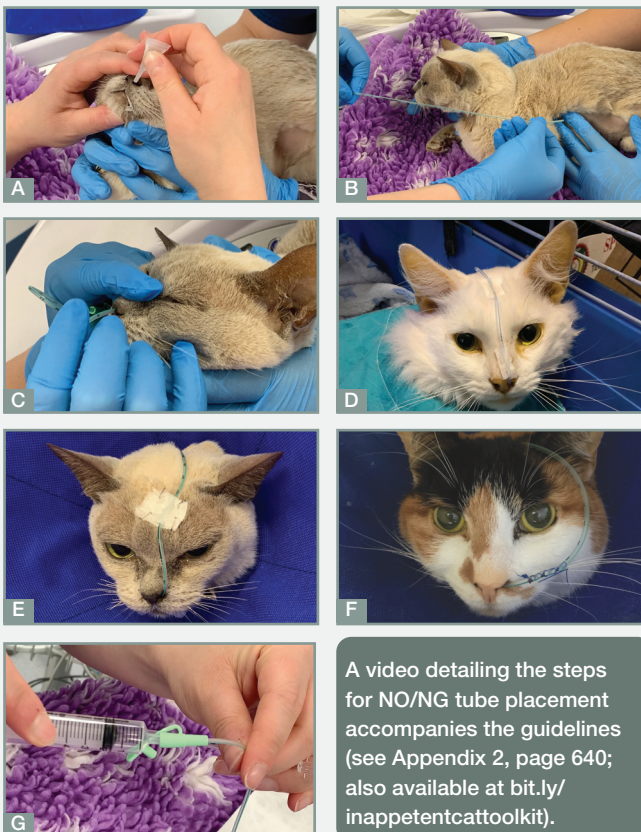 A
B
C
D
E
F
G
A video detailing the steps
for NO/NG tube placement
accompanies the guidelines
(see Appendix 2, page 640;
also available at bit.ly/
inappetentcattoolkit).